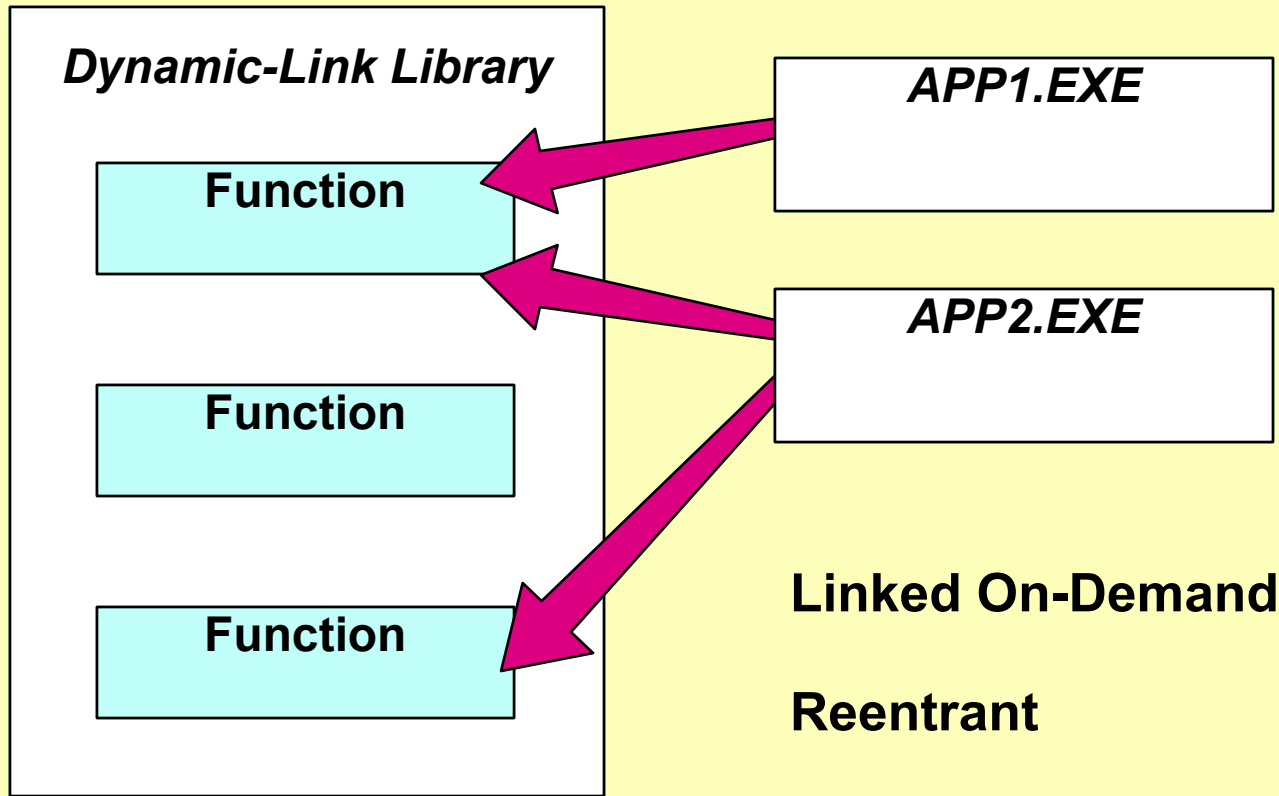 Dynamic-Link Library
Function
Function
Function
APP1.EXE
APP2.EXE
Linked On-Demand
Reentrant